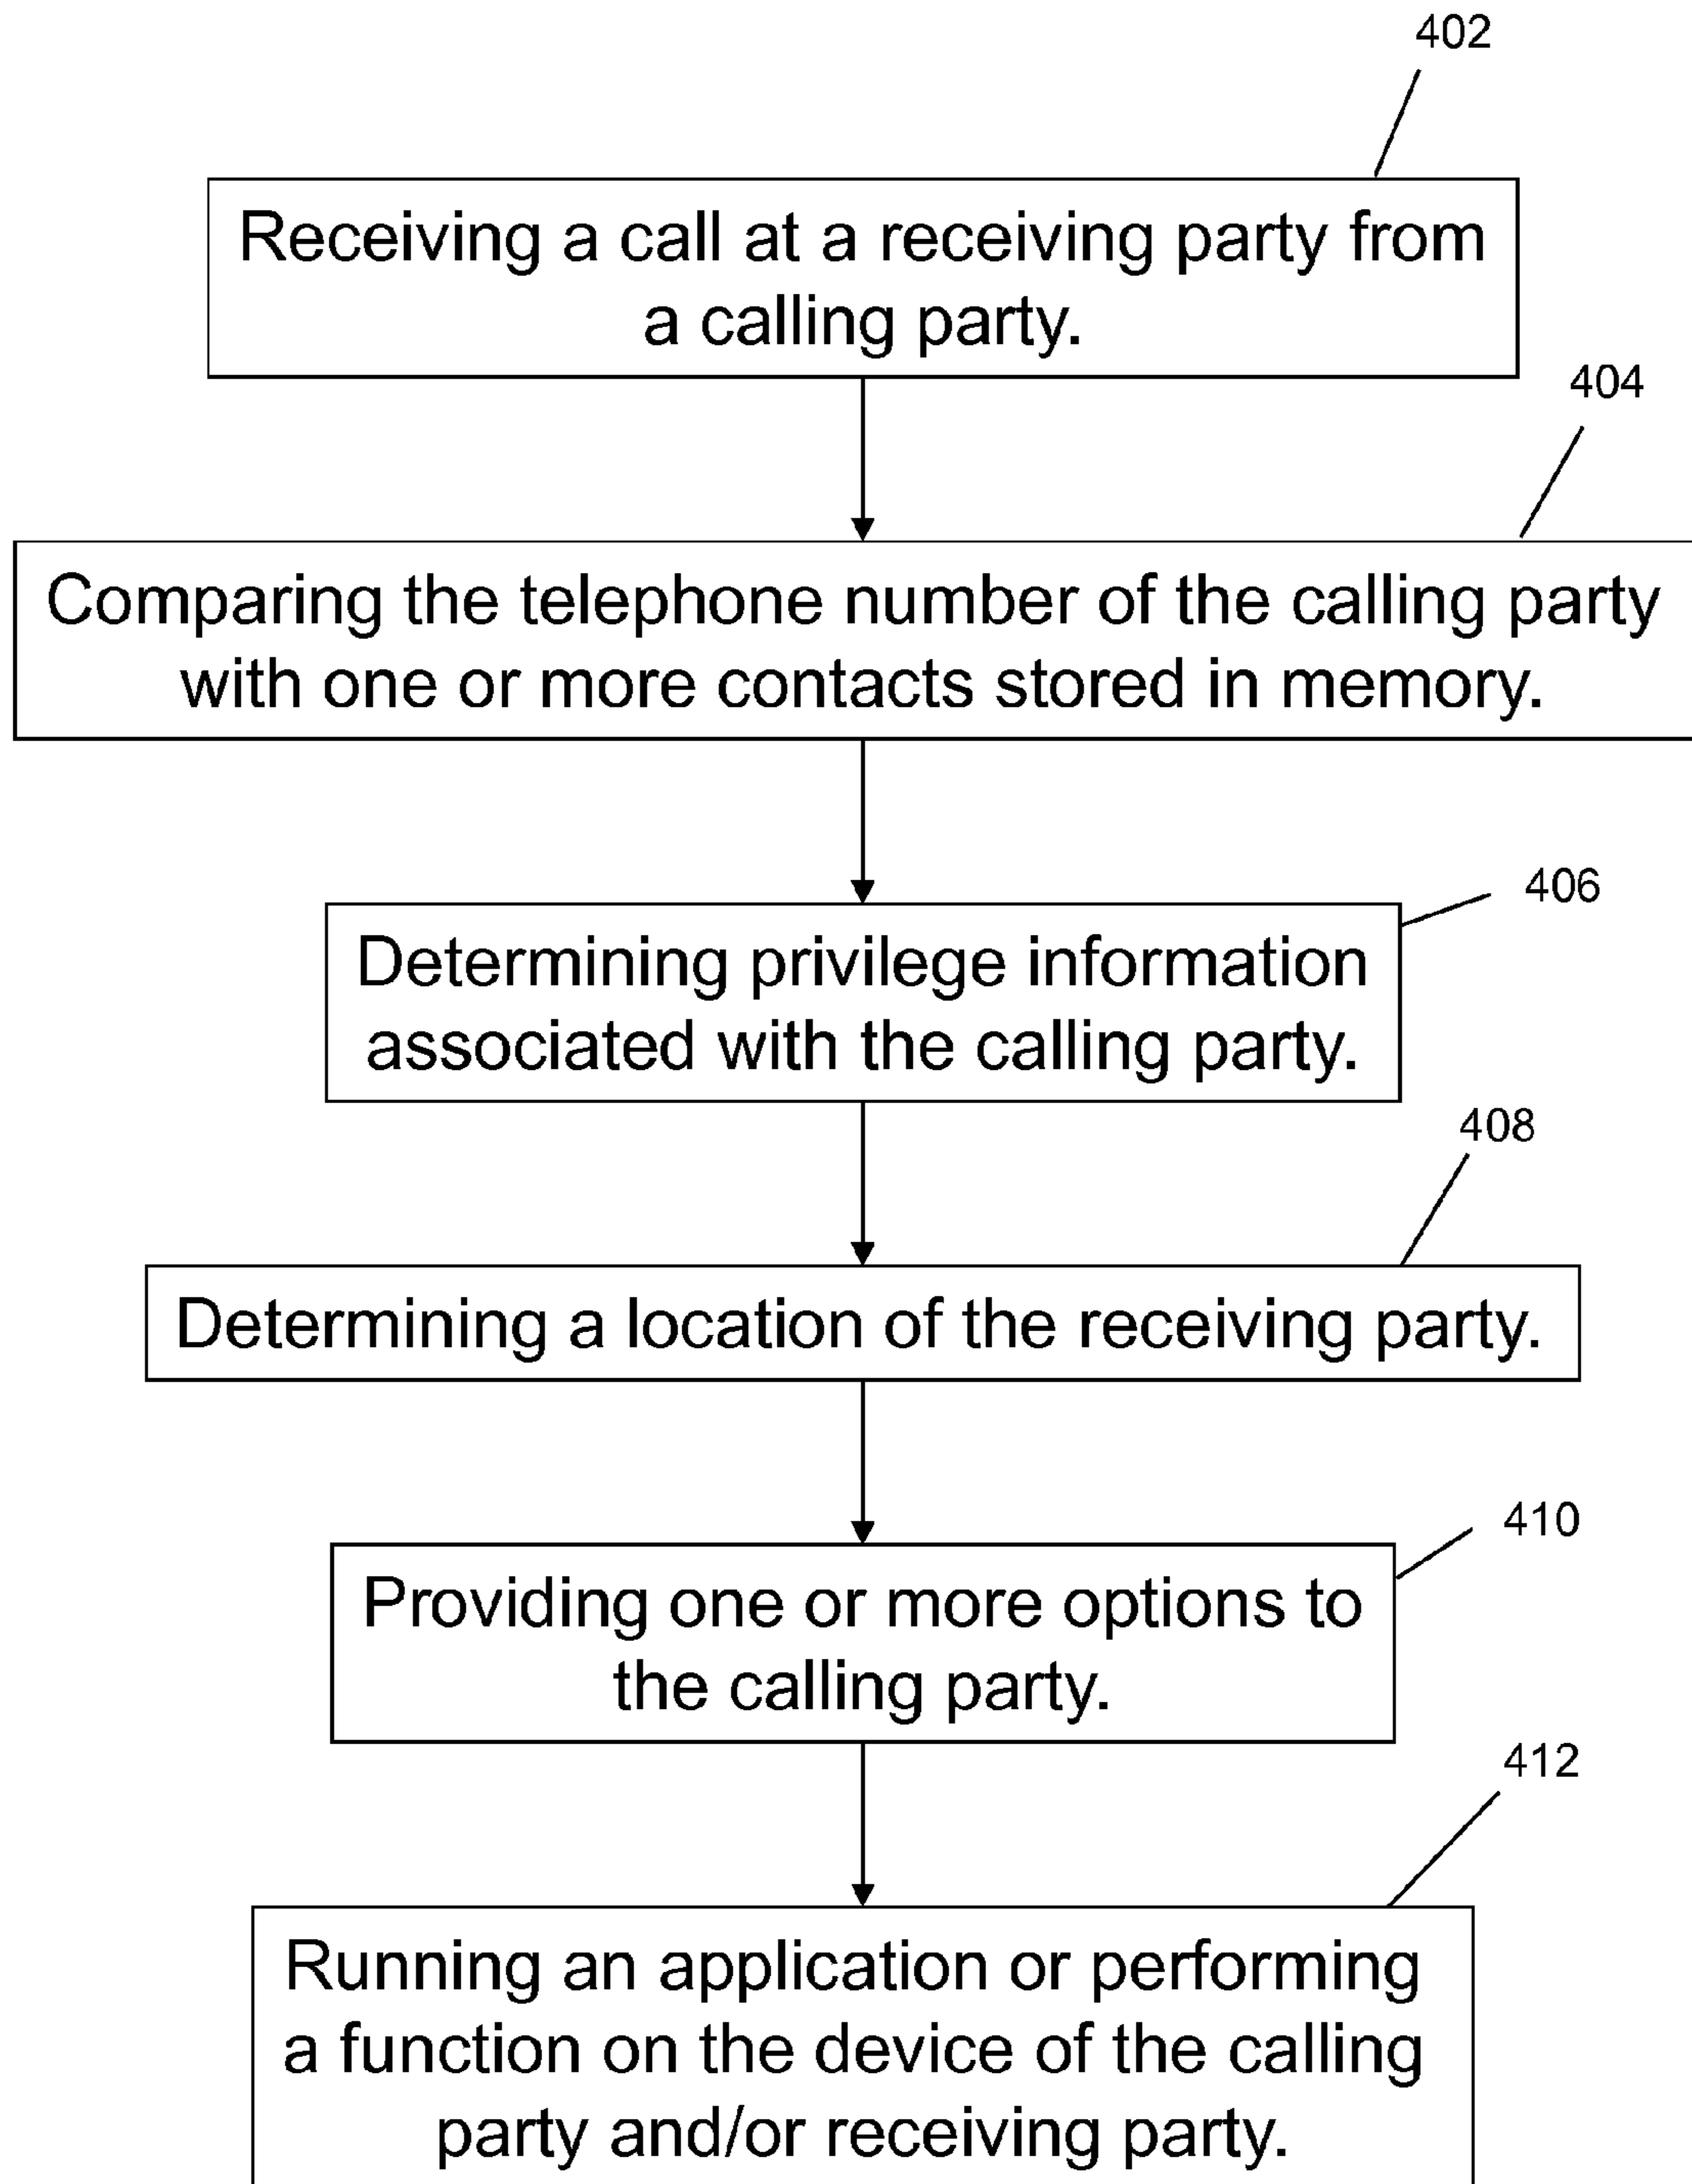 402
Receiving a call at a receiving party from
a calling party.
404
Comparing the telephone number of the calling party
with one or more contacts stored in memory.
406
Determining privilege information
associated with the calling party.
408
Determining a location of the receiving party.
410
Providing one or more options to
the calling party.
412
Running an application or performing
a function on the device of the calling
party and/or receiving party.